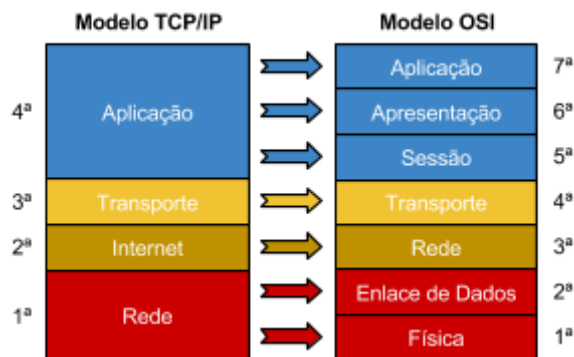 Modelo TCP/IP
4ª
Aplicação
3ª
Transporte
2ª
Internet
1ª
Rede
Modelo OSI
Aplicação
7ª
Apresentação
6ª
Sessão
5ª
Transporte
4ª
Rede
3ª
Enlace de Dados
2ª
Física
1ª